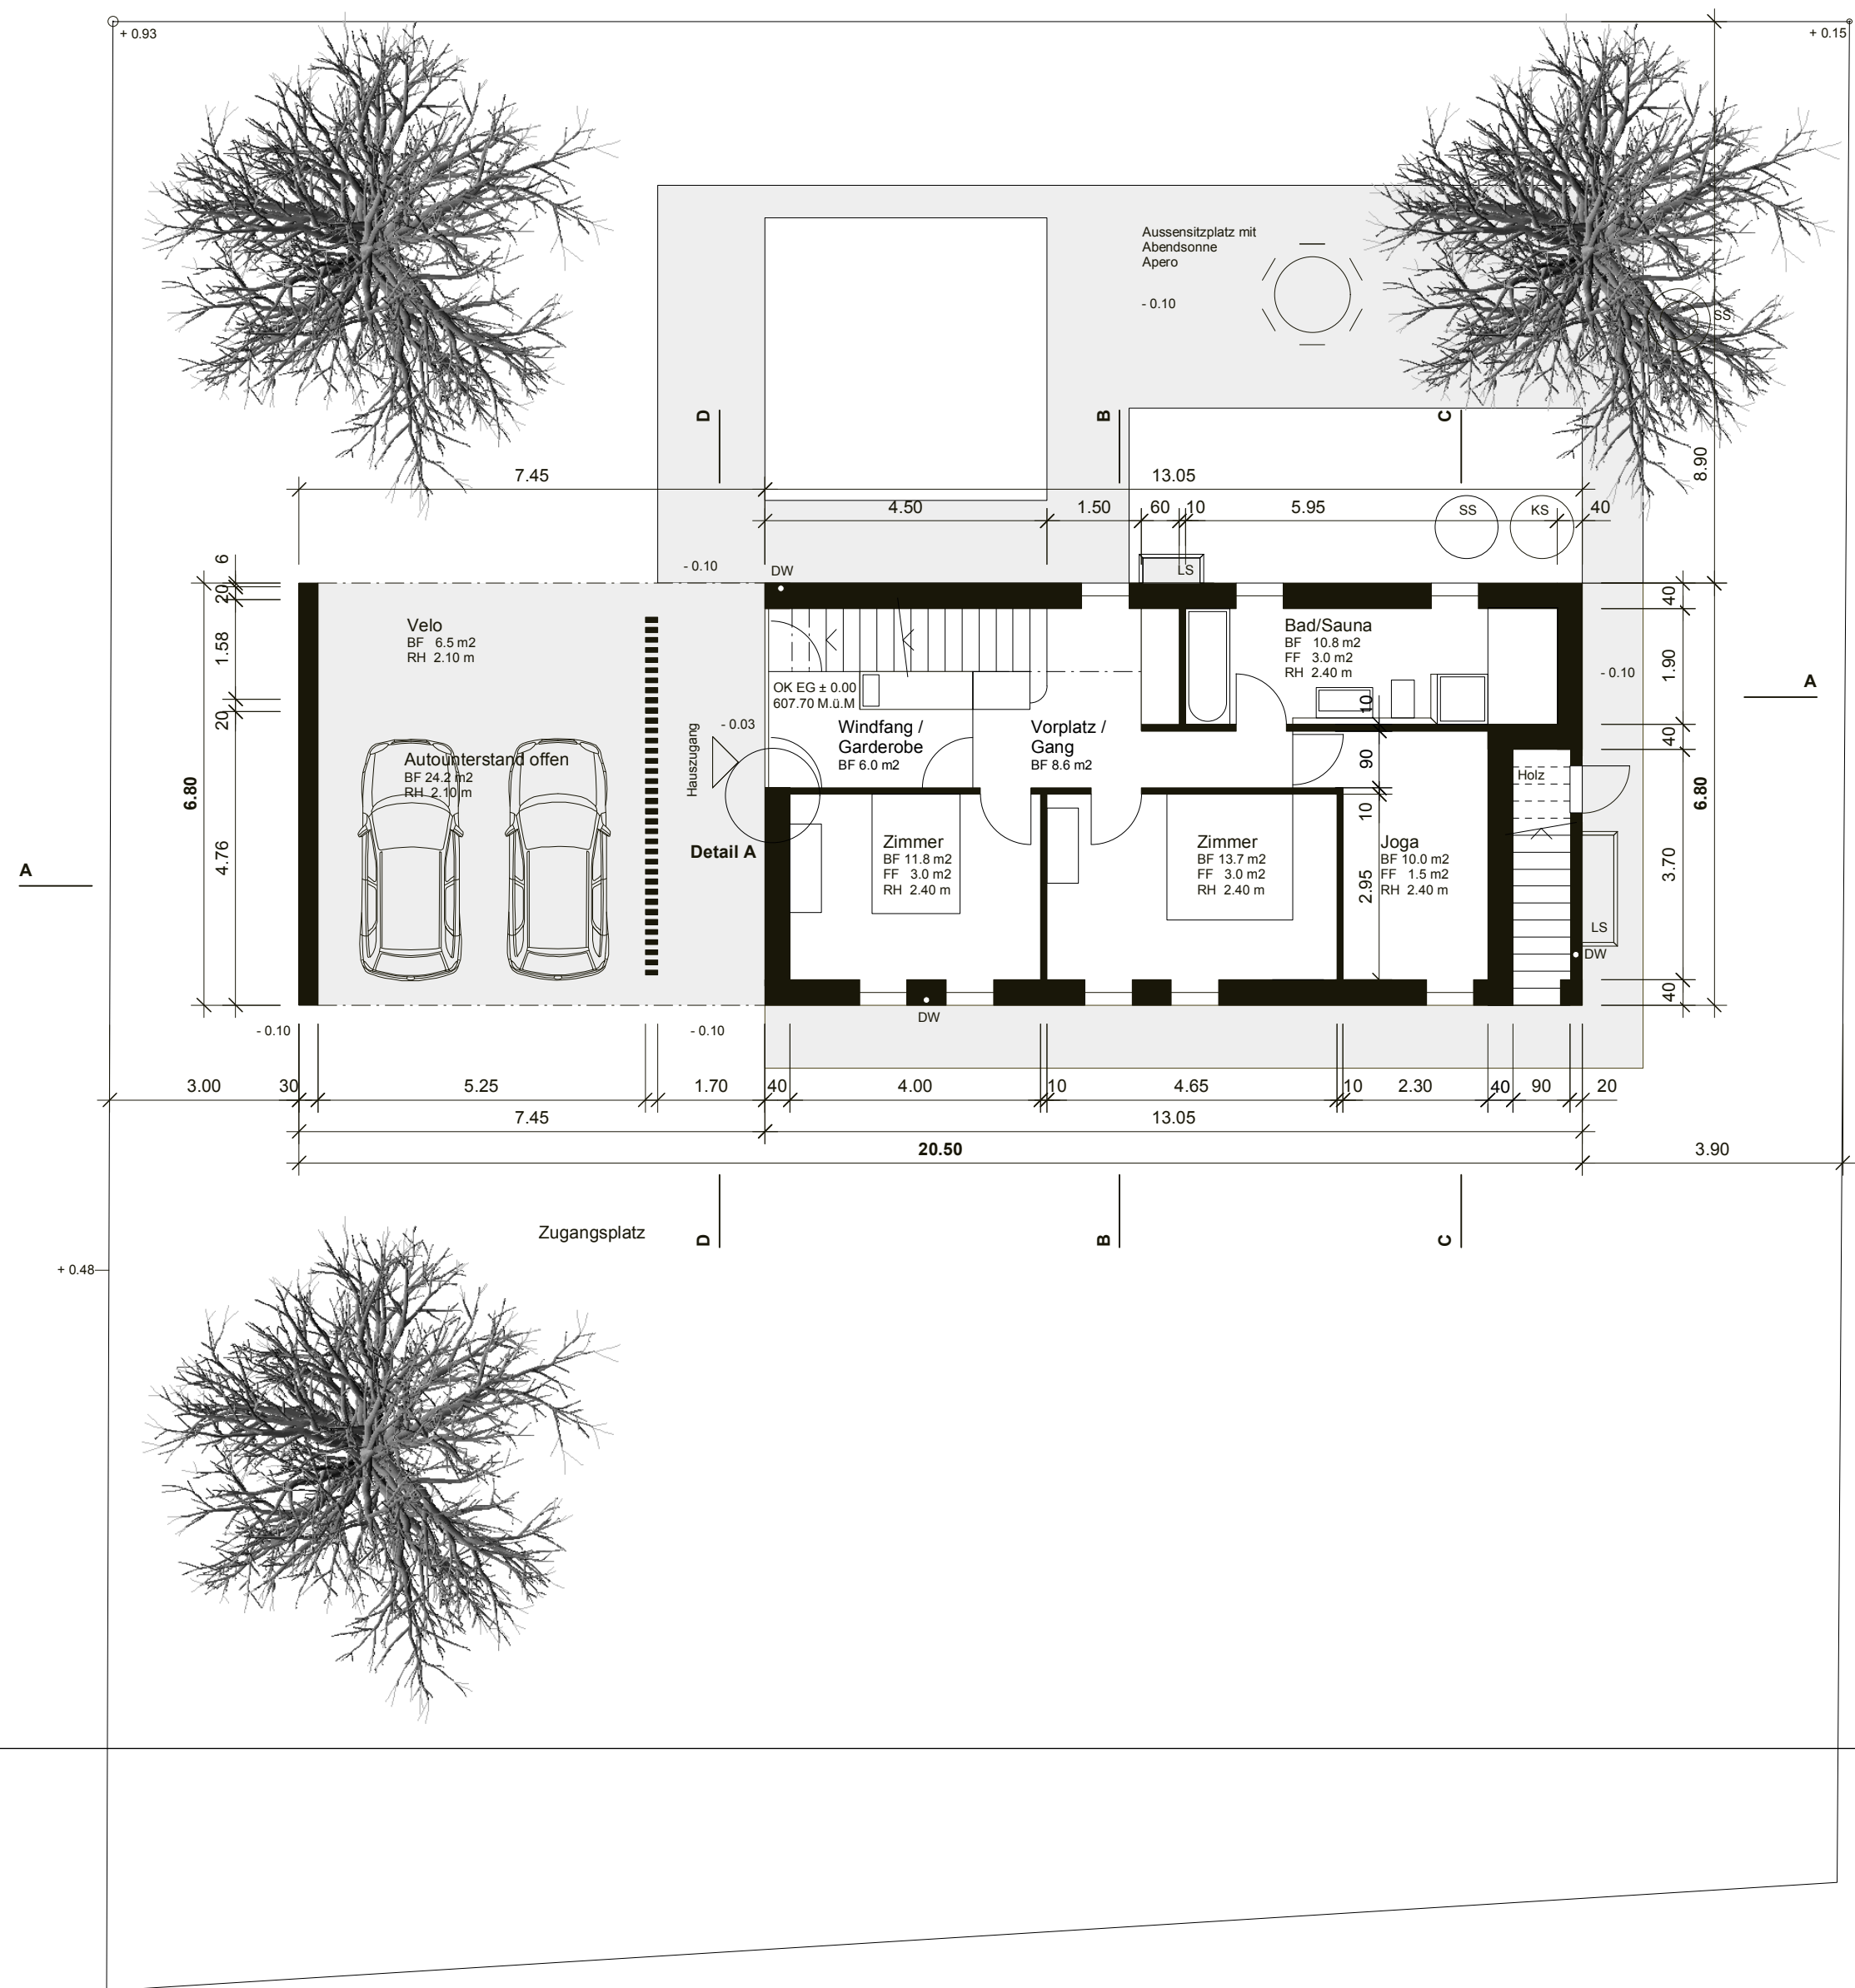 + 0.93
+ 0.15
Aussensitzplatz mit
Abendsonne
Apero
- 0.10
SS
D
B
C
8.90
7.45
13.05
4.50
1.50
60
10
5.95
40
SS
KS
6
20
- 0.10
DW
LS
40
Velo
BF 6.5 m2
RH 2.10 m
Bad/Sauna
BF 10.8 m2
FF 3.0 m2
RH 2.40 m
1.58
1.90
- 0.10
A
OK EG ± 0.00
607.70 M.ü.M
10
20
- 0.03
Hauszugang
Windfang /
Garderobe
BF 6.0 m2
Vorplatz /
Gang
BF 8.6 m2
40
90
Autounterstand offen
BF 24.2 m2
RH 2.10 m
Holz
6.80
6.80
10
4.76
Detail A
Zimmer
BF 11.8 m2
FF 3.0 m2
RH 2.40 m
Zimmer
BF 13.7 m2
FF 3.0 m2
RH 2.40 m
Joga
BF 10.0 m2
FF 1.5 m2
RH 2.40 m
2.95
3.70
A
LS
DW
40
DW
- 0.10
- 0.10
3.00
30
5.25
1.70
40
4.00
10
4.65
10
2.30
40
90
20
7.45
13.05
20.50
3.90
Zugangsplatz
D
B
C
+ 0.48